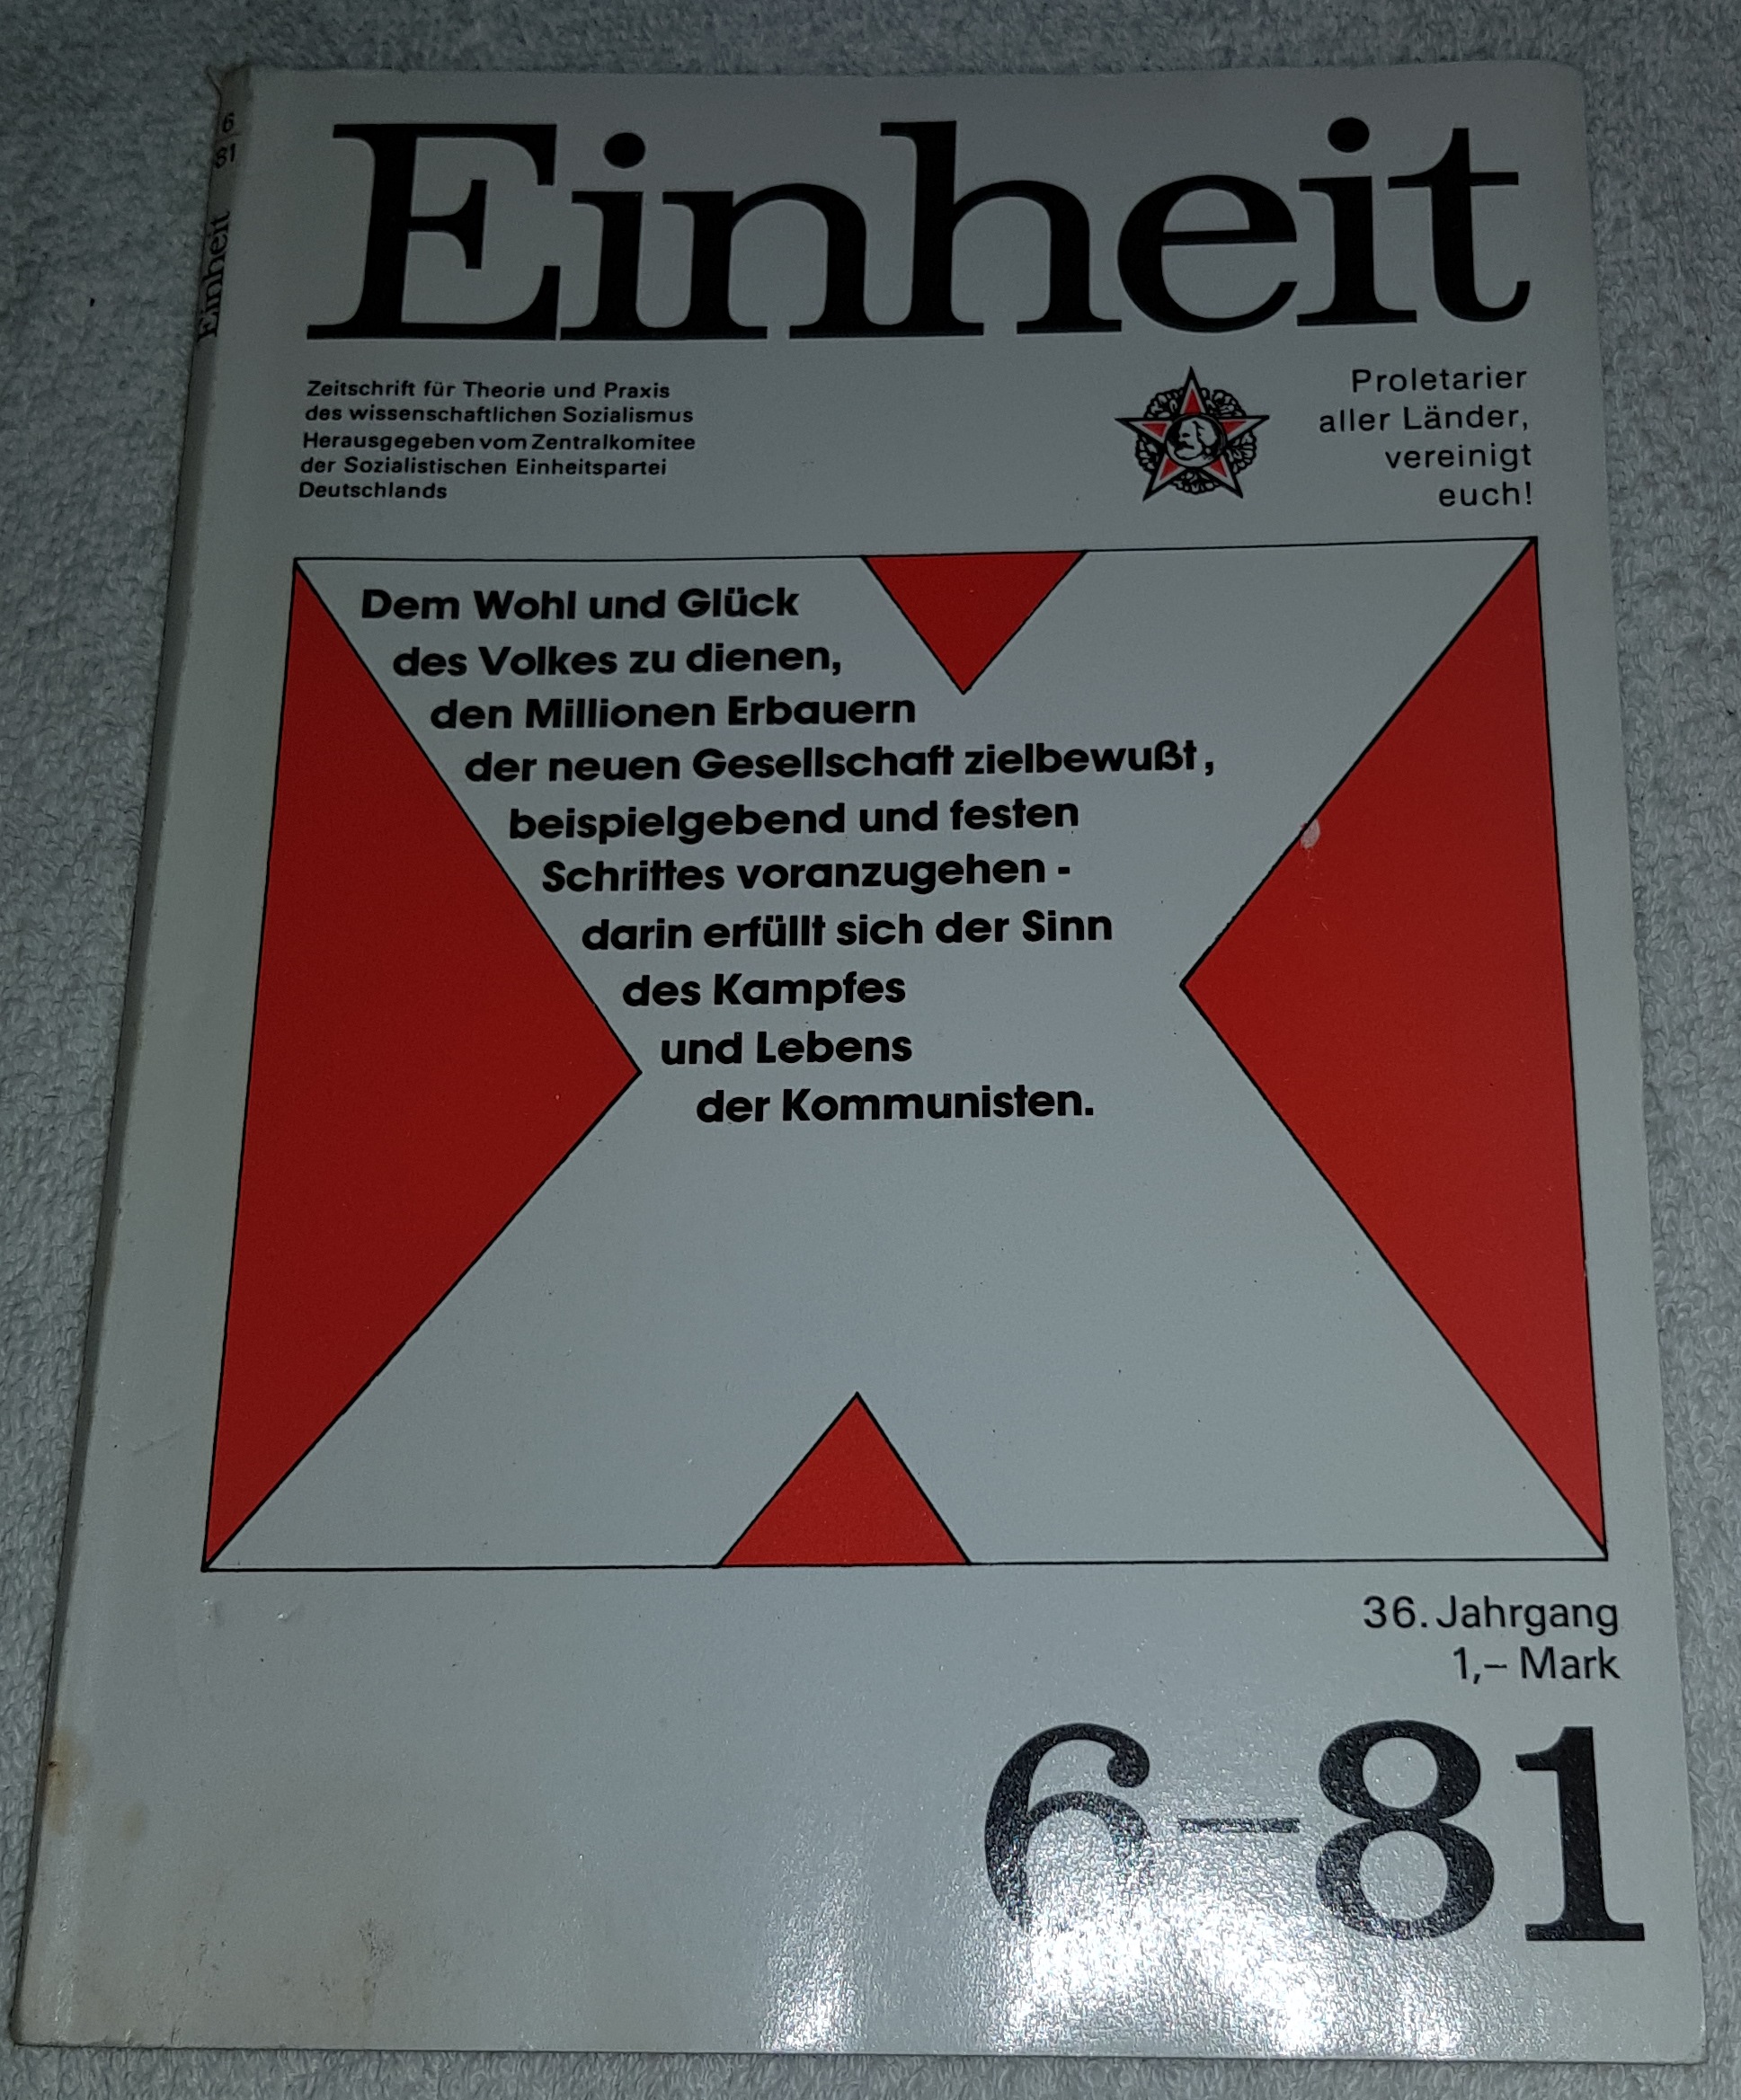 6
81
Einheit
Einheit
Zeitschrift für Theorie und Praxis
des wissenschaftlichen Sozialismus
Herausgegeben vom Zentralkomitee
der Sozialistischen Einheitspartei
Deutschlands
Proletarier
aller Länder,
vereinigt
euch!
Dem Wohl und Glück
des Volkes zu dienen,
den Millionen Erbauern
der neuen Gesellschaft zielbewußt,
beispielgebend und festen
Schrittes voranzugehen -
darin erfüllt sich der Sinn
des Kampfes
und Lebens
der Kommunisten.
36. Jahrgang
1,– Mark
6–81